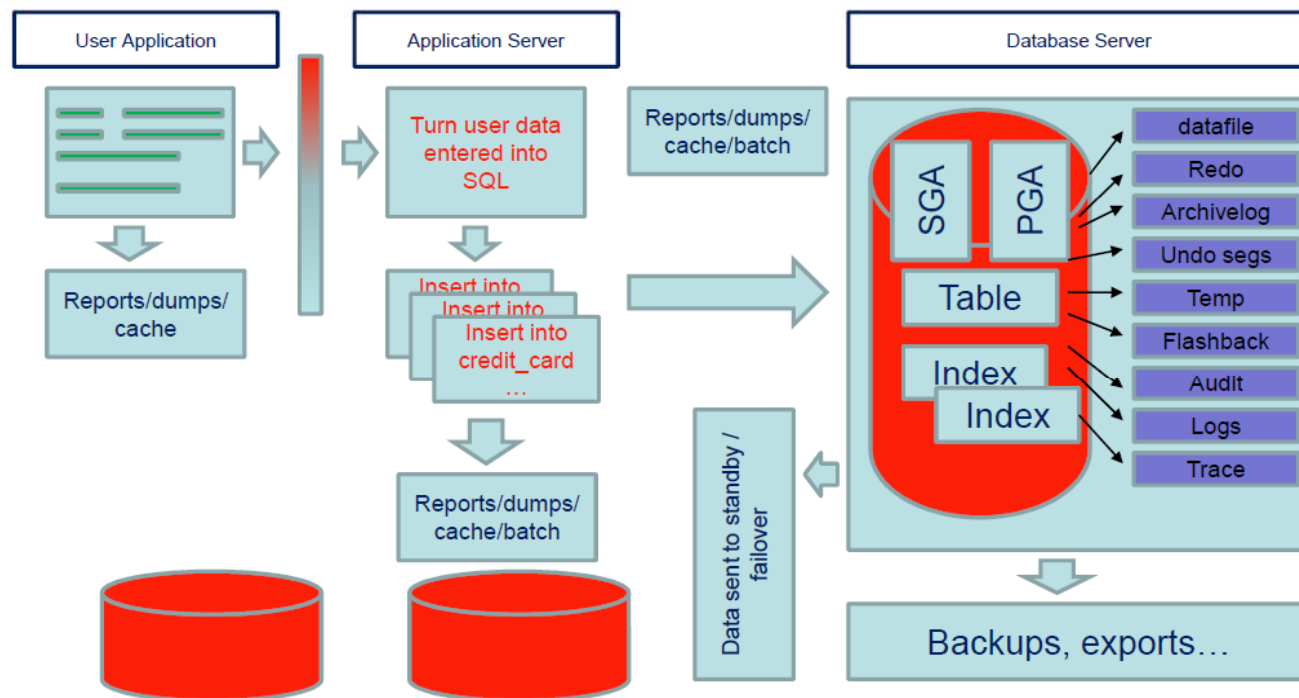 User Application
Application Server
Database Server
Turn user data
entered into
SQL
Reports/dumps/
cache/batch
Reports/dumps/
cache
Insert into
Insert into
Insert into
credit_card
...
Reports/dumps/
cache/batch
Data sent to standby /
failover
SGA
PGA
Table
Index
Index
datafile
Redo
Archivelog
Undo segs
Temp
Flashback
Audit
Logs
Trace
Backups, exports...